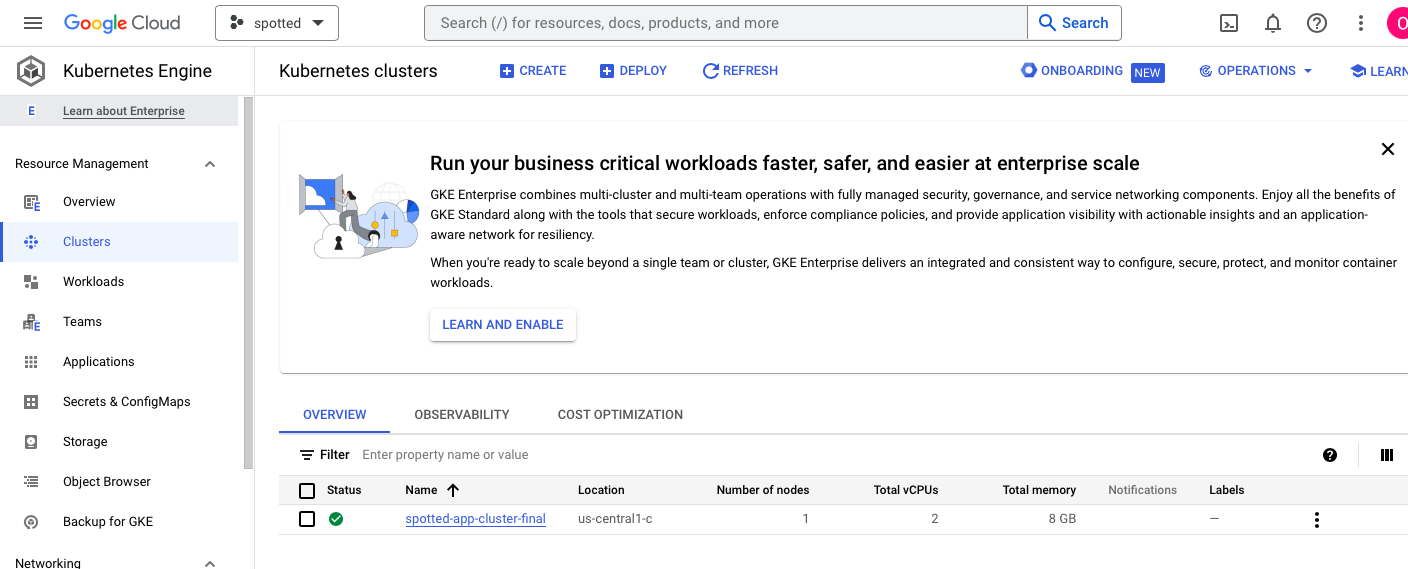 Google Cloud
spotted
Search (/) for resources, docs, products, and more
Search
O
Kubernetes Engine
Kubernetes clusters
CREATE
DEPLOY
REFRESH
ONBOARDING NEW
OPERATIONS
LEARN
E Learn about Enterprise
Resource Management
Overview
Clusters
Workloads
Teams
Applications
Secrets & ConfigMaps
Storage
Object Browser
Backup for GKE
Networking
Run your business critical workloads faster, safer, and easier at enterprise scale
GKE Enterprise combines multi-cluster and multi-team operations with fully managed security, governance, and service networking components. Enjoy all the benefits of
GKE Standard along with the tools that secure workloads, enforce compliance policies, and provide application visibility with actionable insights and an application-
aware network for resiliency.
When you're ready to scale beyond a single team or cluster, GKE Enterprise delivers an integrated and consistent way to configure, secure, protect, and monitor container
workloads.
LEARN AND ENABLE
OVERVIEW OBSERVABILITY COST OPTIMIZATION
Filter Enter property name or value
Status Name Location Number of nodes Total vCPUs Total memory Notifications Labels
spotted-app-cluster-final us-central1-c 1 2 8 GB —